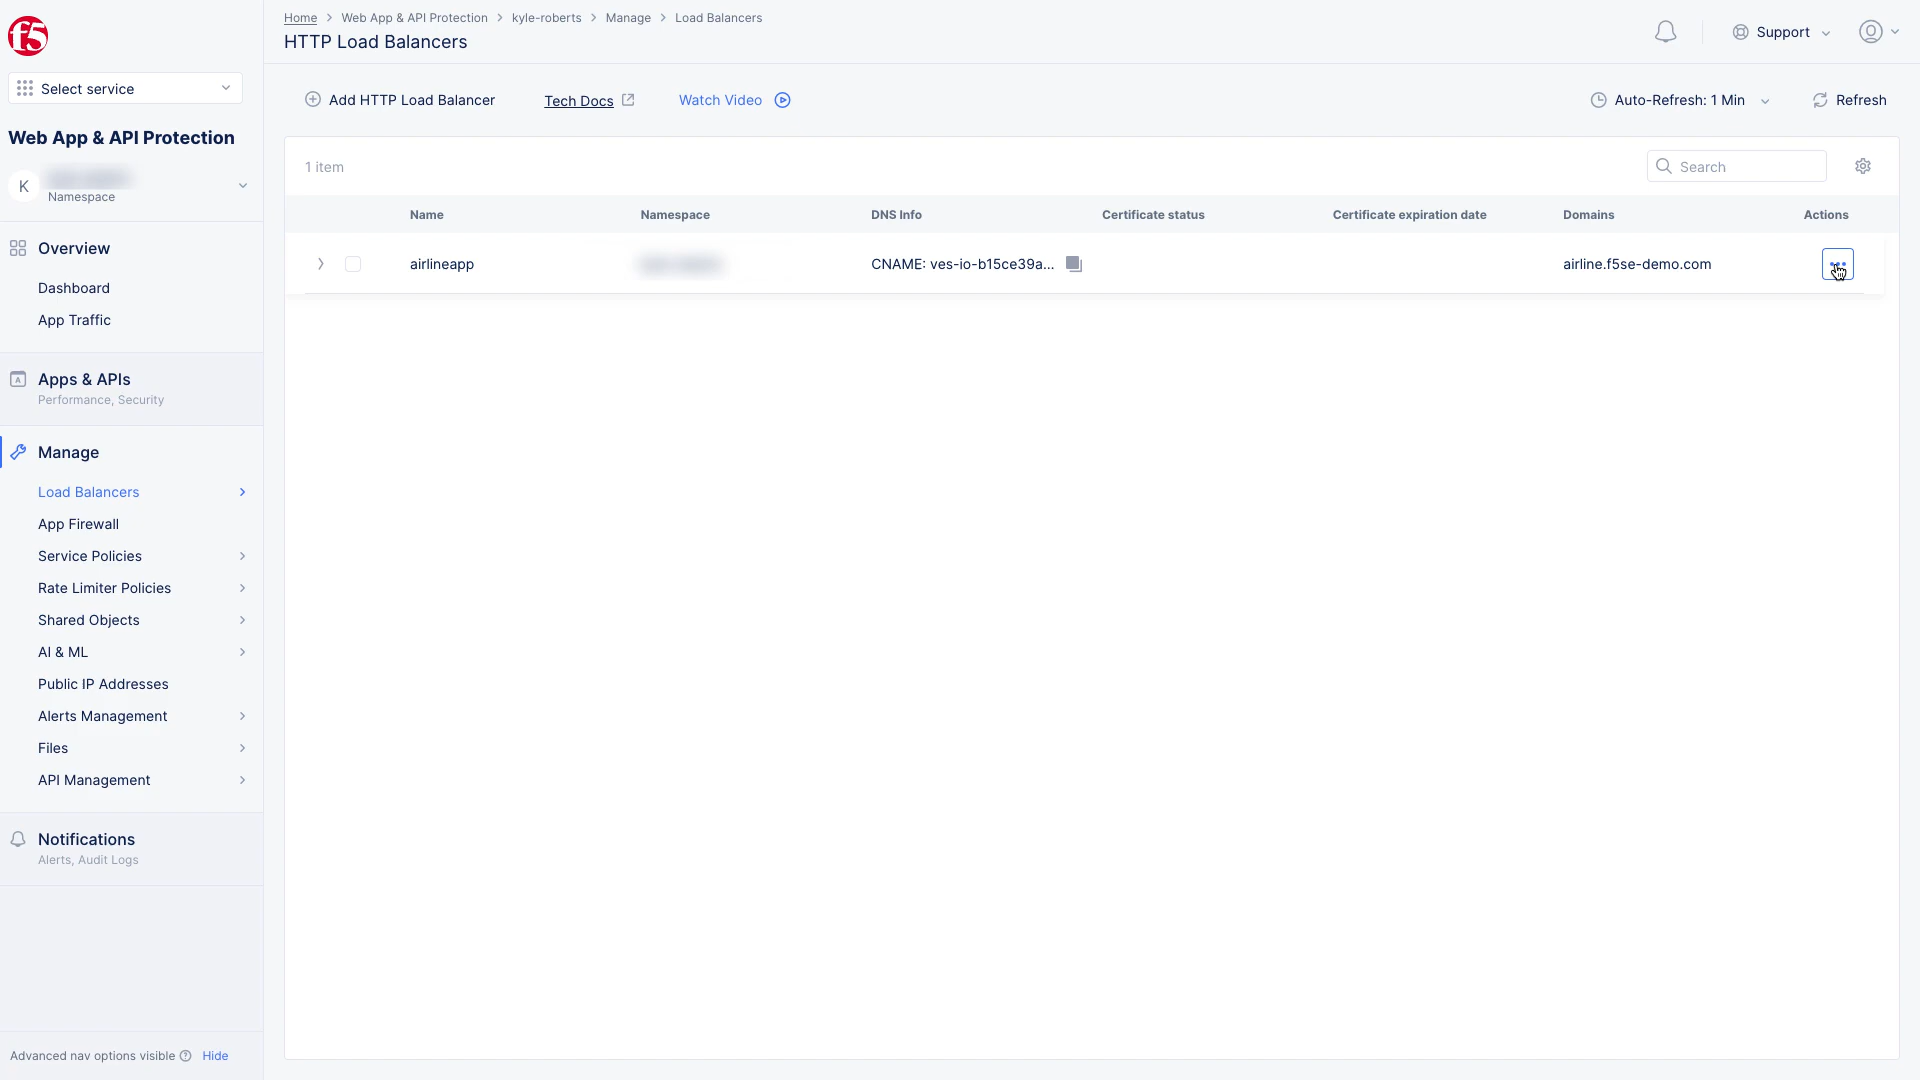 Home > Web App & API Protection > kyle-roberts > Manage > Load Balancers
HTTP Load Balancers
Support
f5
Select service
Web App & API Protection
K
Namespace
Overview
Dashboard
App Traffic
Apps & APIs
Performance, Security
Manage
Load Balancers
App Firewall
Service Policies
Rate Limiter Policies
Shared Objects
AI & ML
Public IP Addresses
Alerts Management
Files
API Management
Notifications
Alerts, Audit Logs
Advanced nav options visible Hide
Add HTTP Load Balancer Tech Docs Watch Video Auto-Refresh: 1 Min Refresh
1 item Search
Name Namespace DNS Info Certificate status Certificate expiration date Domains Actions
airlineapp CNAME: ves-io-b15ce39a... airline.f5se-demo.com